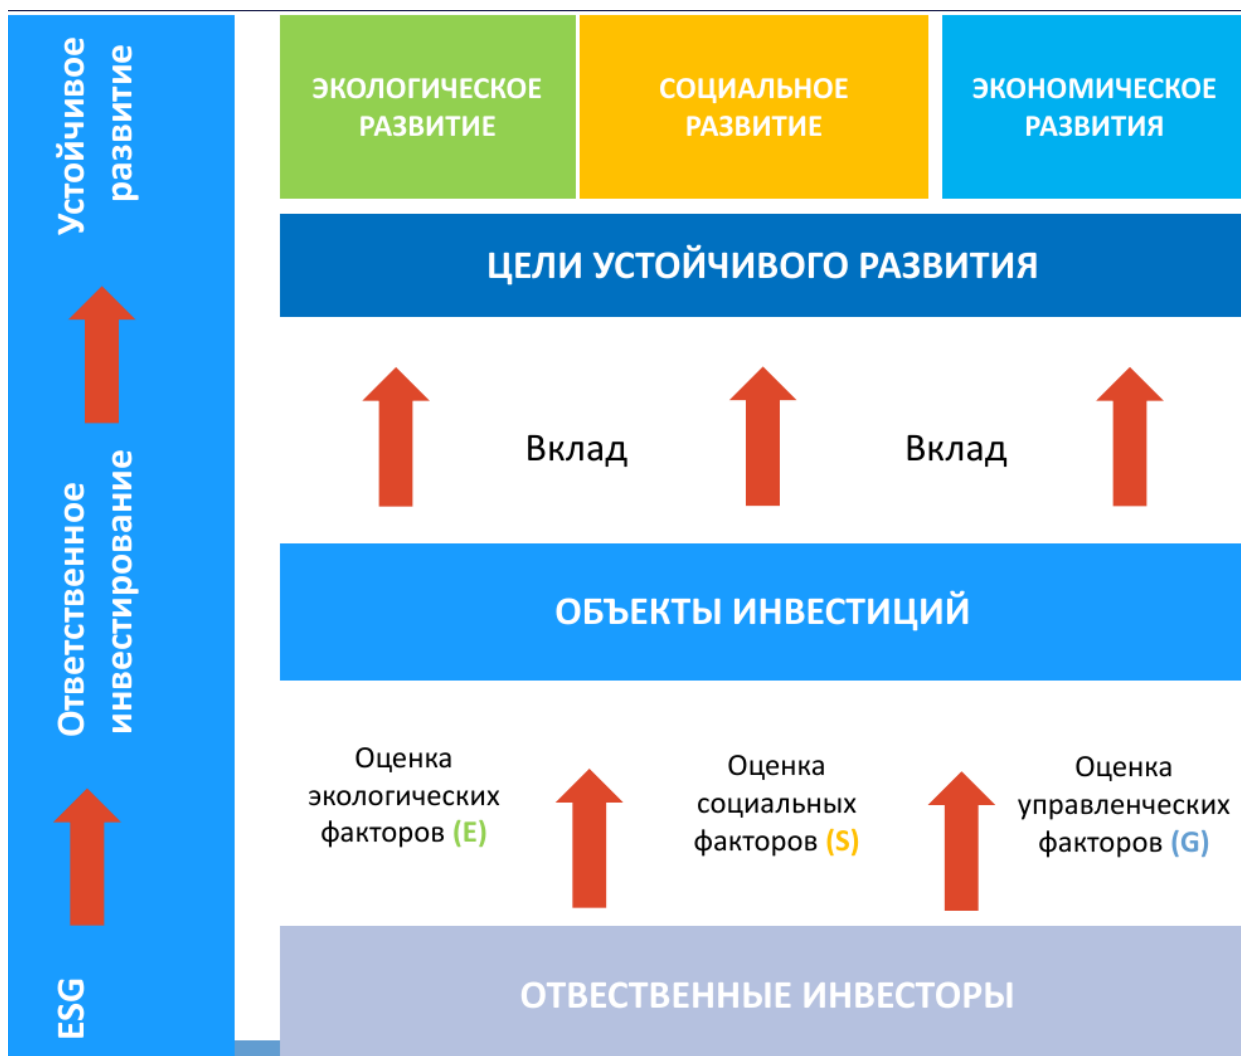 Устойчивое
развитие
Ответственное
инвестирование
ESG
ЭКОЛОГИЧЕСКОЕ
РАЗВИТИЕ
СОЦИАЛЬНОЕ
РАЗВИТИЕ
ЭКОНОМИЧЕСКОЕ
РАЗВИТИЯ
ЦЕЛИ УСТОЙЧИВОГО РАЗВИТИЯ
Вклад
Вклад
ОБЪЕКТЫ ИНВЕСТИЦИЙ
Оценка
экологических
факторов (E)
Оценка
социальных
факторов (S)
Оценка
управленческих
факторов (G)
ОТВЕСТВЕННЫЕ ИНВЕСТОРЫ